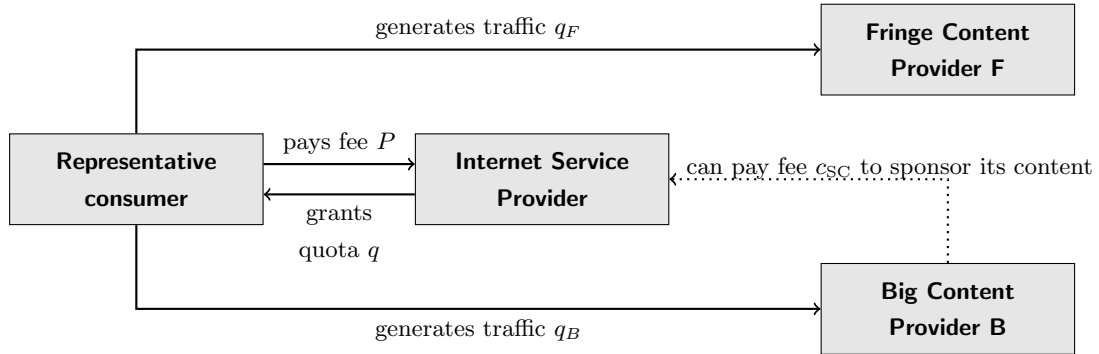 generates traffic q_F
Fringe Content
Provider F
Representative
consumer
pays fee P
grants
quota q
Internet Service
Provider
can pay fee c_SC to sponsor its content
generates traffic q_B
Big Content
Provider B